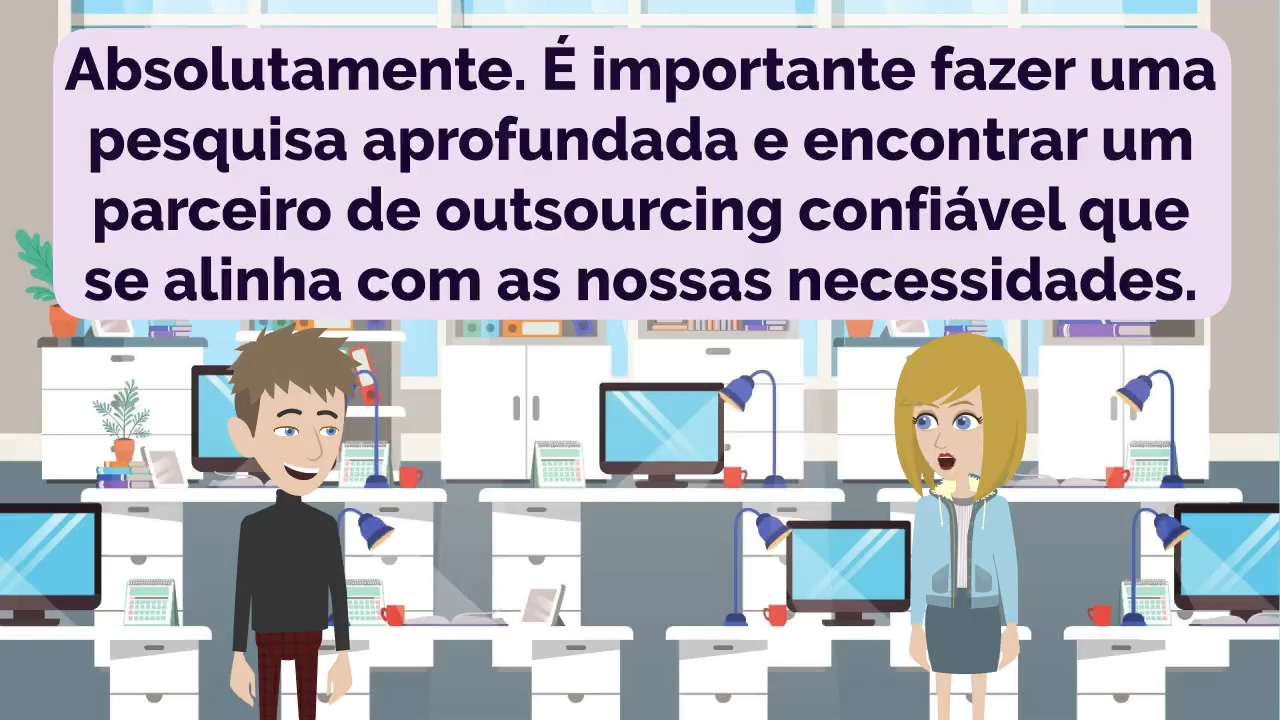 Absolutamente. É importante fazer uma
pesquisa aprofundada e encontrar um
parceiro de outsourcing confiável que
se alinha com as nossas necessidades.